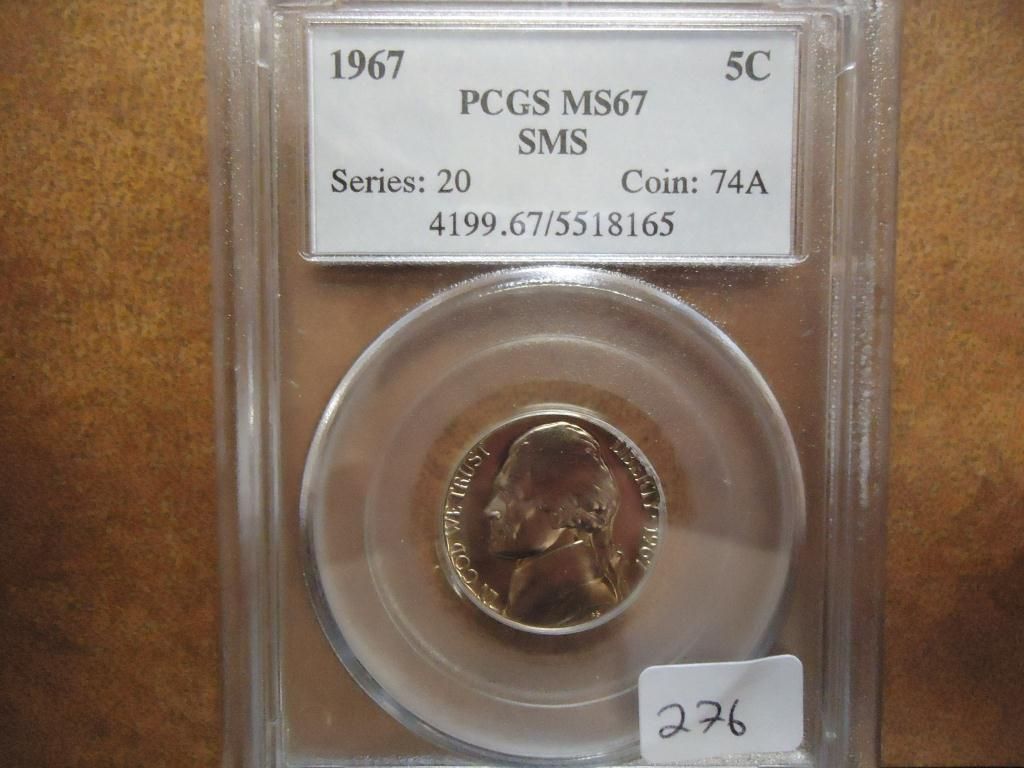 1967 5C
PCGS MS67
SMS
Series: 20 Coin: 74A
4199.67/5518165
IN GOD WE TRUST
LIBERTY 1967
276